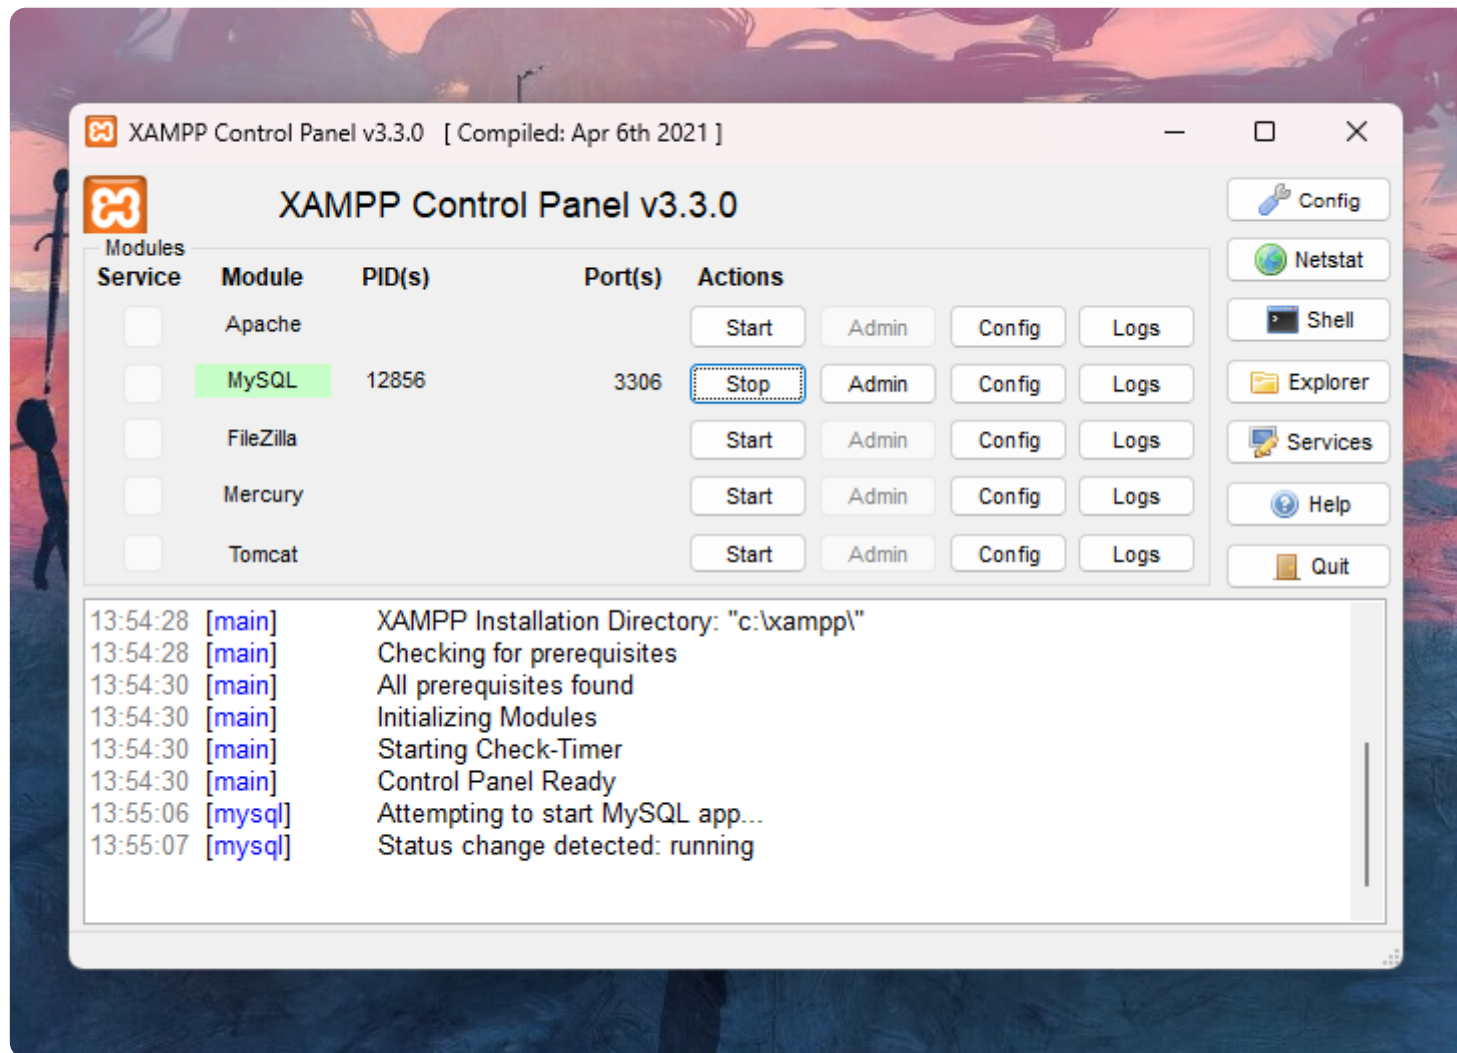 XAMPP Control Panel v3.3.0 [ Compiled: Apr 6th 2021 ]
XAMPP Control Panel v3.3.0
Config
Modules
Service Module PID(s) Port(s) Actions
Netstat
Apache Start Admin Config Logs
Shell
MySQL 12856 3306 Stop Admin Config Logs
Explorer
FileZilla Start Admin Config Logs
Services
Mercury Start Admin Config Logs
Help
Tomcat Start Admin Config Logs
Quit
13:54:28 [main] XAMPP Installation Directory: "c:\xampp\"
13:54:28 [main] Checking for prerequisites
13:54:30 [main] All prerequisites found
13:54:30 [main] Initializing Modules
13:54:30 [main] Starting Check-Timer
13:54:30 [main] Control Panel Ready
13:55:06 [mysql] Attempting to start MySQL app...
13:55:07 [mysql] Status change detected: running